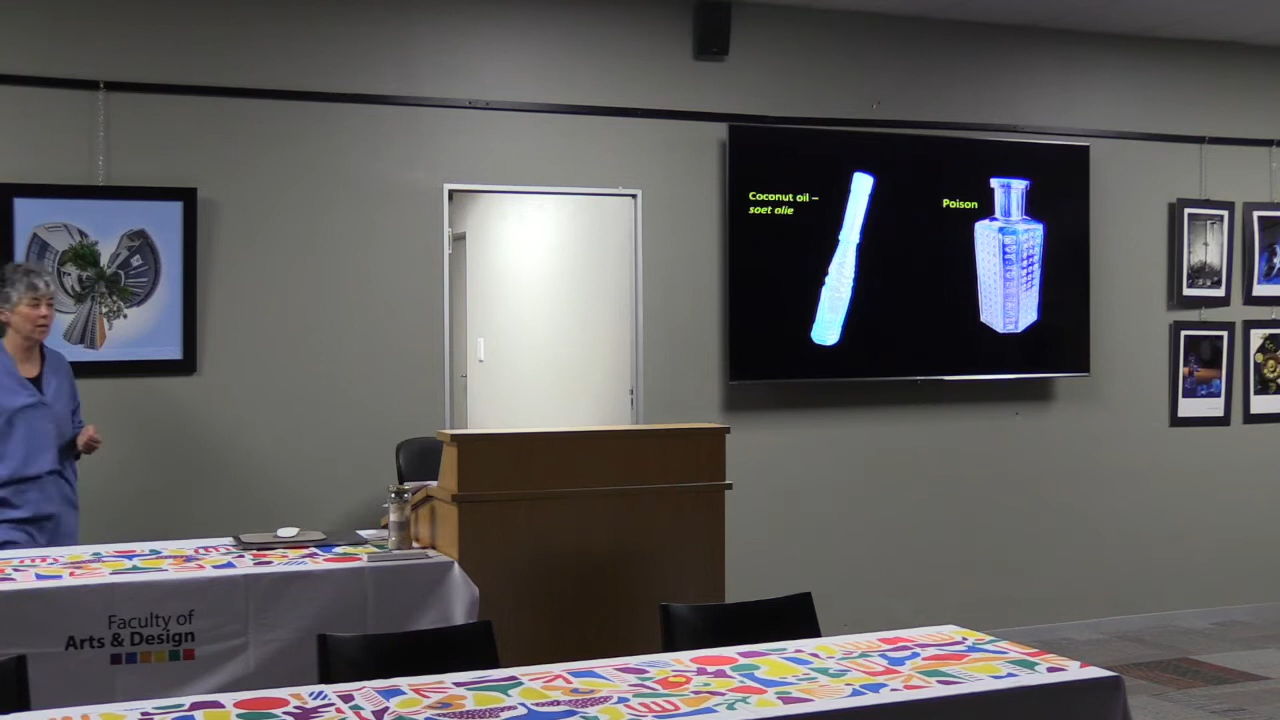 Coconut oil –
soet olie
Poison
Faculty of
Arts & Design